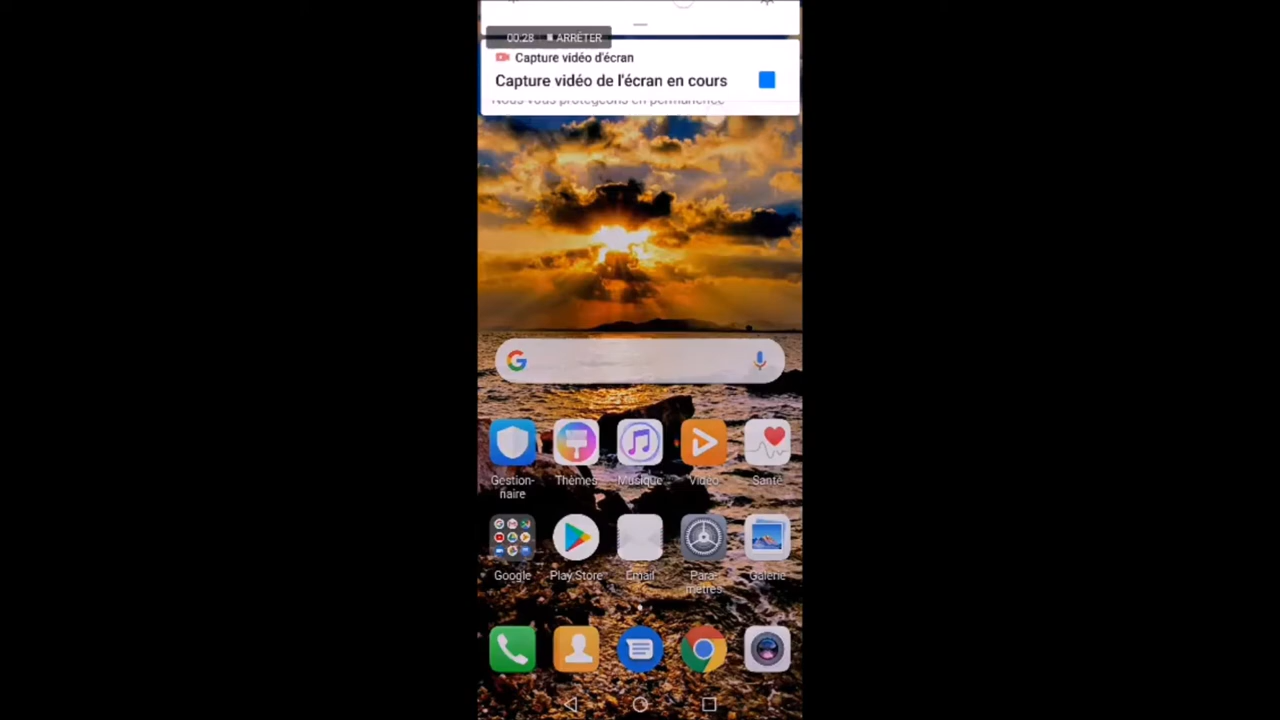 00:28 ARRÊTER
Capture vidéo d'écran
Capture vidéo de l'écran en cours
Nous vous protégeons en permanence
Gestion-
naire
Thèmes
Musique
Vidéo
Santé
Google
Play Store
Email
Para-
mètres
Galerie